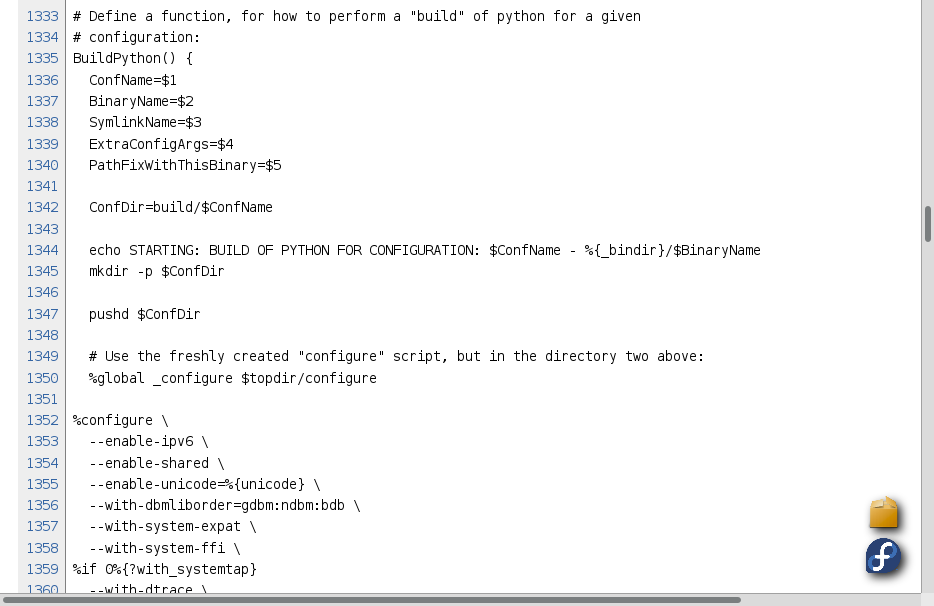 1333 # Define a function, for how to perform a "build" of python for a given
1334 # configuration:
1335 BuildPython() {
1336   ConfName=$1
1337   BinaryName=$2
1338   SymlinkName=$3
1339   ExtraConfigArgs=$4
1340   PathFixWithThisBinary=$5
1341
1342   ConfDir=build/$ConfName
1343
1344   echo STARTING: BUILD OF PYTHON FOR CONFIGURATION: $ConfName - %{_bindir}/$BinaryName
1345   mkdir -p $ConfDir
1346
1347   pushd $ConfDir
1348
1349   # Use the freshly created "configure" script, but in the directory two above:
1350   %global _configure $topdir/configure
1351
1352 %configure \
1353   --enable-ipv6 \
1354   --enable-shared \
1355   --enable-unicode=%{unicode} \
1356   --with-dbmliborder=gdbm:ndbm:bdb \
1357   --with-system-expat \
1358   --with-system-ffi \
1359 %if 0%{?with_systemtap}
1360   --with-dtrace \